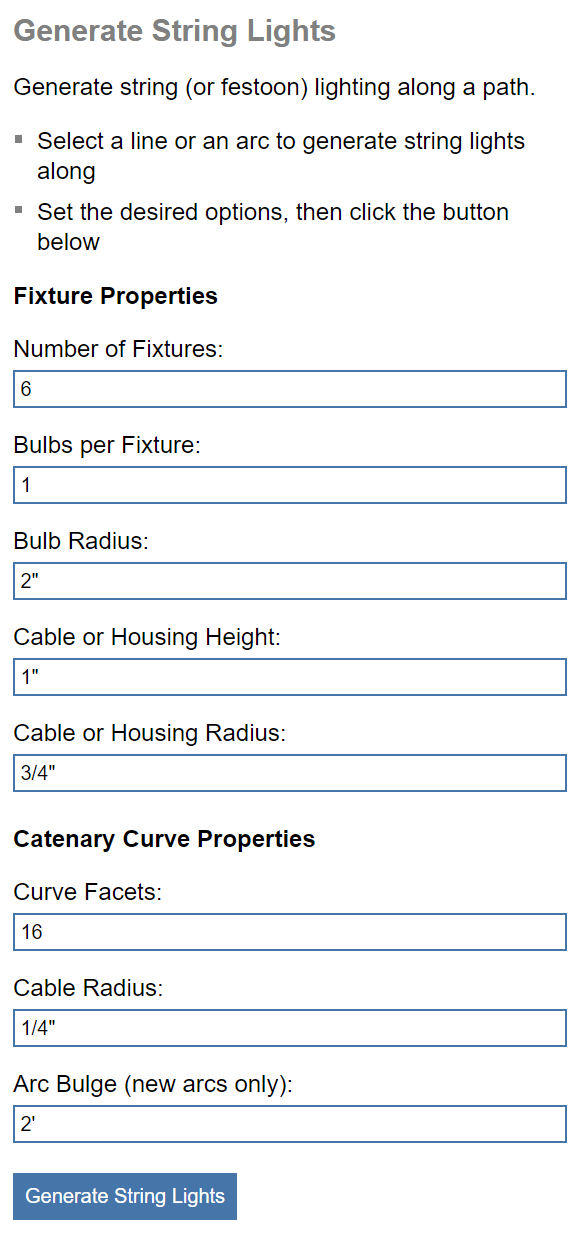 Generate String Lights
Generate string (or festoon) lighting along a path.
Select a line or an arc to generate string lights
along
Set the desired options, then click the button
below
Fixture Properties
Number of Fixtures:
6
Bulbs per Fixture:
1
Bulb Radius:
2"
Cable or Housing Height:
1"
Cable or Housing Radius:
3/4"
Catenary Curve Properties
Curve Facets:
16
Cable Radius:
1/4"
Arc Bulge (new arcs only):
2'
Generate String Lights